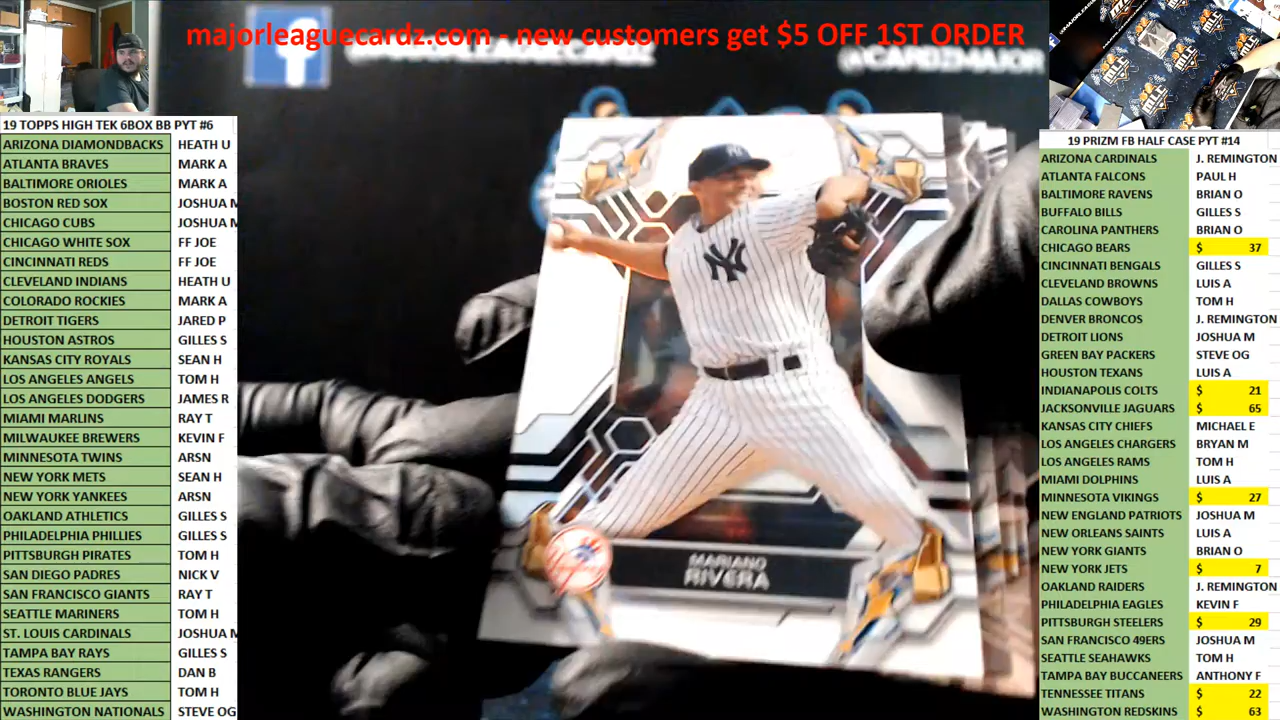 majorleaguecardz.com - new customers get $5 OFF 1ST ORDER
19 TOPPS HIGH TEK 6BOX BB PYT #6
ARIZONA DIAMONDBACKS HEATH U
ATLANTA BRAVES MARK A
BALTIMORE ORIOLES MARK A
BOSTON RED SOX JOSHUA M
CHICAGO CUBS JOSHUA M
CHICAGO WHITE SOX FF JOE
CINCINNATI REDS FF JOE
CLEVELAND INDIANS HEATH U
COLORADO ROCKIES MARK A
DETROIT TIGERS JARED P
HOUSTON ASTROS GILLES S
KANSAS CITY ROYALS SEAN H
LOS ANGELES ANGELS TOM H
LOS ANGELES DODGERS JAMES R
MIAMI MARLINS RAY T
MILWAUKEE BREWERS KEVIN F
MINNESOTA TWINS ARSN
NEW YORK METS SEAN H
NEW YORK YANKEES ARSN
OAKLAND ATHLETICS GILLES S
PHILADELPHIA PHILLIES GILLES S
PITTSBURGH PIRATES TOM H
SAN DIEGO PADRES NICK V
SAN FRANCISCO GIANTS RAY T
SEATTLE MARINERS TOM H
ST. LOUIS CARDINALS JOSHUA M
TAMPA BAY RAYS GILLES S
TEXAS RANGERS DAN B
TORONTO BLUE JAYS TOM H
WASHINGTON NATIONALS STEVE OG
@CARDZMAJOR
NY
MARIANO
RIVERA
19 PRIZM FB HALF CASE PYT #14
ARIZONA CARDINALS J. REMINGTON
ATLANTA FALCONS PAUL H
BALTIMORE RAVENS BRIAN O
BUFFALO BILLS GILLES S
CAROLINA PANTHERS BRIAN O
CHICAGO BEARS $ 37
CINCINNATI BENGALS GILLES S
CLEVELAND BROWNS LUIS A
DALLAS COWBOYS TOM H
DENVER BRONCOS J. REMINGTON
DETROIT LIONS JOSHUA M
GREEN BAY PACKERS STEVE OG
HOUSTON TEXANS LUIS A
INDIANAPOLIS COLTS $ 21
JACKSONVILLE JAGUARS $ 65
KANSAS CITY CHIEFS MICHAEL E
LOS ANGELES CHARGERS BRYAN M
LOS ANGELES RAMS TOM H
MIAMI DOLPHINS LUIS A
MINNESOTA VIKINGS $ 27
NEW ENGLAND PATRIOTS JOSHUA M
NEW ORLEANS SAINTS LUIS A
NEW YORK GIANTS BRIAN O
NEW YORK JETS $ 7
OAKLAND RAIDERS J. REMINGTON
PHILADELPHIA EAGLES KEVIN F
PITTSBURGH STEELERS $ 29
SAN FRANCISCO 49ERS JOSHUA M
SEATTLE SEAHAWKS TOM H
TAMPA BAY BUCCANEERS ANTHONY F
TENNESSEE TITANS $ 22
WASHINGTON REDSKINS $ 63